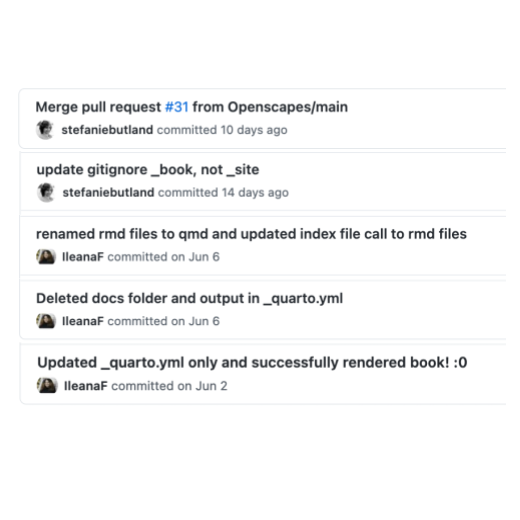 Merge pull request #31 from Openscapes/main
stefaniebutland committed 10 days ago
update gitignore _book, not _site
stefaniebutland committed 14 days ago
renamed rmd files to qmd and updated index file call to rmd files
IleanaF committed on Jun 6
Deleted docs folder and output in _quarto.yml
IleanaF committed on Jun 6
Updated _quarto.yml only and successfully rendered book! :0
IleanaF committed on Jun 2